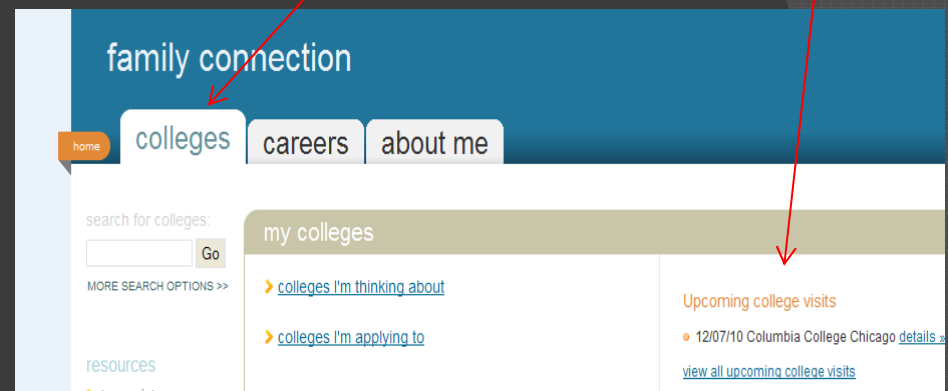 family connection
home
colleges
careers
about me
search for colleges:
Go
MORE SEARCH OPTIONS >>
resources
my colleges
colleges I'm thinking about
colleges I'm applying to
Upcoming college visits
12/07/10 Columbia College Chicago details »
view all upcoming college visits